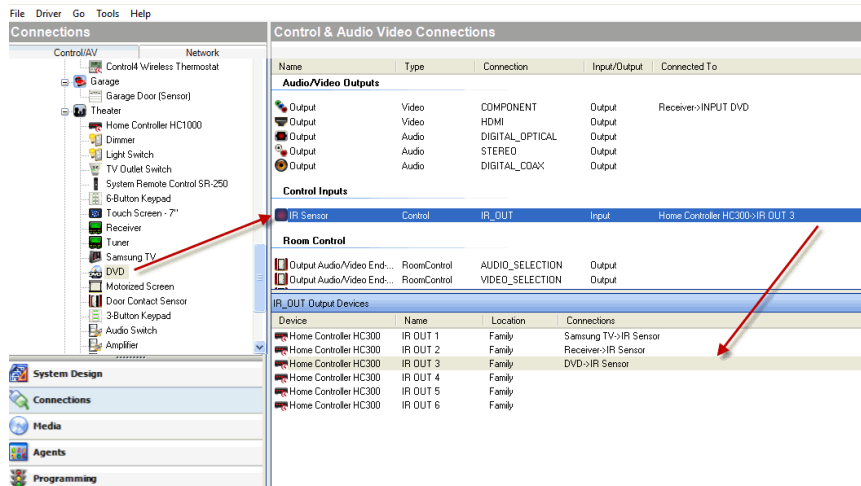 File Driver Go Tools Help
Connections
Control/AV Network
Control4 Wireless Thermostat
Garage
Garage Door (Sensor)
Theater
Home Controller HC1000
Dimmer
Light Switch
TV Outlet Switch
System Remote Control SR-250
6-Button Keypad
Touch Screen - 7"
Receiver
Tuner
Samsung TV
DVD
Motorized Screen
Door Contact Sensor
3-Button Keypad
Audio Switch
Amplifier
System Design
Connections
Media
Agents
Programming
Control & Audio Video Connections
Name Type Connection Input/Output Connected To
Audio/Video Outputs
Output Video COMPONENT Output Receiver->INPUT DVD
Output Video HDMI Output
Output Audio DIGITAL_OPTICAL Output
Output Audio STEREO Output
Output Audio DIGITAL_COAX Output
Control Inputs
IR Sensor Control IR_OUT Input Home Controller HC300->IR OUT 3
Room Control
Output Audio/Video End-... RoomControl AUDIO_SELECTION Output
Output Audio/Video End-... RoomControl VIDEO_SELECTION Output
IR_OUT Output Devices
Device Name Location Connections
Home Controller HC300 IR OUT 1 Family Samsung TV->IR Sensor
Home Controller HC300 IR OUT 2 Family Receiver->IR Sensor
Home Controller HC300 IR OUT 3 Family DVD->IR Sensor
Home Controller HC300 IR OUT 4 Family
Home Controller HC300 IR OUT 5 Family
Home Controller HC300 IR OUT 6 Family